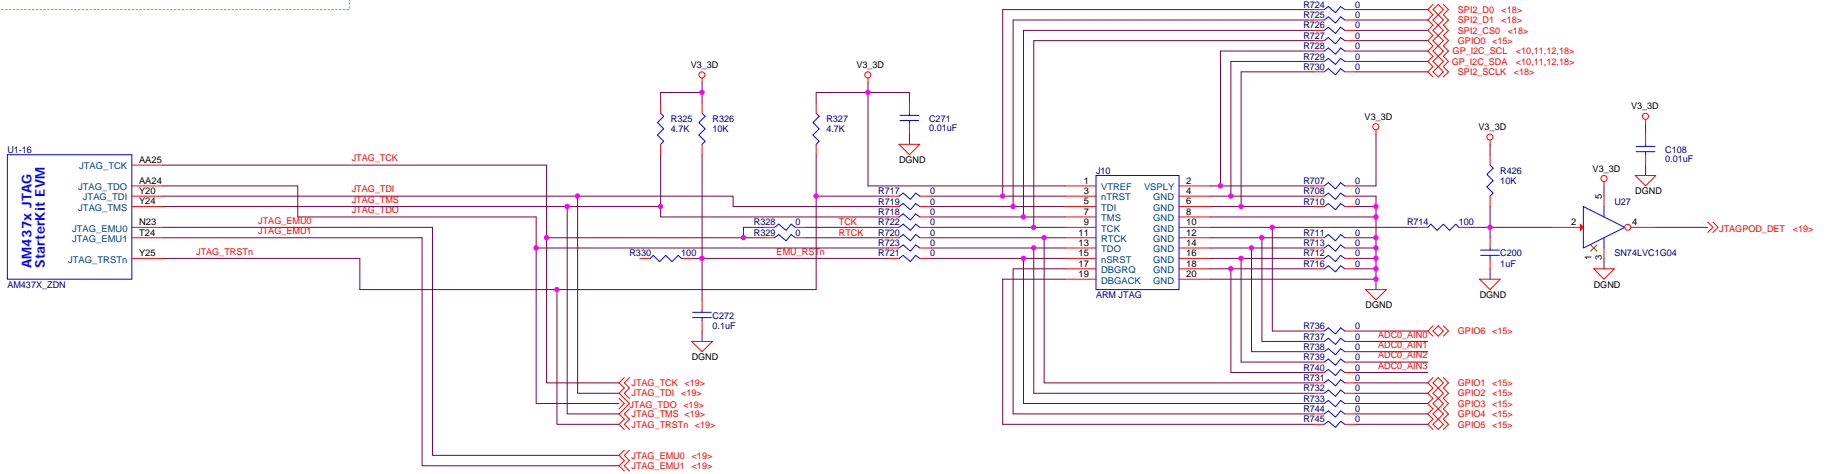 R724 0 SPI2_D0 <18>
R725 0 SPI2_D1 <18>
R726 0 SPI2_CS0 <18>
R727 0 GPIO0 <15>
R728 0 GP_I2C_SCL <10,11,12,18>
R729 0 GP_I2C_SDA <10,11,12,18>
R730 0 SPI2_SCLK <18>
V3_3D
V3_3D
V3_3D
V3_3D
V3_3D
V3_3D
R325
4.7K
R326
10K
R327
4.7K
C271
0.01uF
DGND
C108
0.01uF
DGND
R426
10K
U1-16
AM437x JTAG
StarterKit EVM
JTAG_TCK AA25 JTAG_TCK
JTAG_TDO AA24
JTAG_TDI Y20 JTAG_TDI
JTAG_TMS Y24 JTAG_TMS
JTAG_TDO
JTAG_EMU0 N23 JTAG_EMU0
JTAG_EMU1 T24 JTAG_EMU1
JTAG_TRSTn Y25 JTAG_TRSTn
AM437X_ZDN
R717 0
R719 0
R718 0
R328 0 TCK R722 0
R329 0 RTCK R720 0
R723 0
R330 100 EMU_RSTn R721 0
C272
0.1uF
DGND
J10
1 VTREF VSPLY 2
3 nTRST GND 4
5 TDI GND 6
7 TMS GND 8
9 TCK GND 10
11 RTCK GND 12
13 TDO GND 14
15 nSRST GND 16
17 DBGRQ GND 18
19 DBGACK GND 20
ARM JTAG
R707 0
R708 0
R710 0
R711 0
R713 0
R712 0
R716 0
DGND
R714 100
C200
1uF
DGND
U27
2 5 4
1 3
SN74LVC1G04
DGND
JTAGPOD_DET <19>
R736 0 GPIO6 <15>
R737 0 ADC0_AIN0
R738 0 ADC0_AIN1
R739 0 ADC0_AIN2
R740 0 ADC0_AIN3
R731 0 GPIO1 <15>
R732 0 GPIO2 <15>
R733 0 GPIO3 <15>
R744 0 GPIO4 <15>
R745 0 GPIO5 <15>
JTAG_TCK <19>
JTAG_TDI <19>
JTAG_TDO <19>
JTAG_TMS <19>
JTAG_TRSTn <19>
JTAG_EMU0 <19>
JTAG_EMU1 <19>